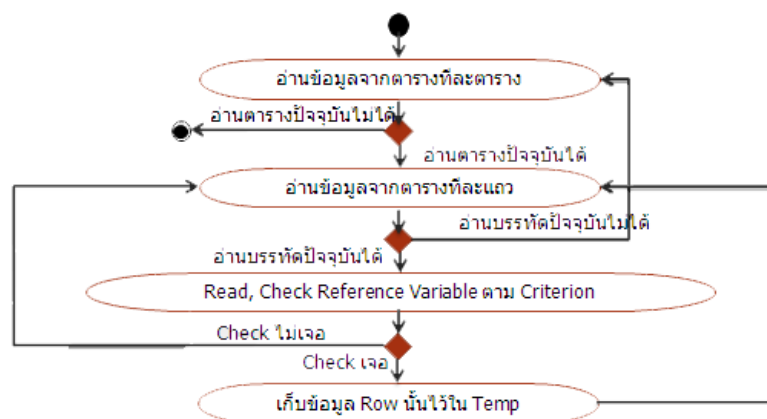 อ่านข้อมูลจากตารางทีละตาราง
อ่านตารางปัจจุบันไม่ได้
อ่านตารางปัจจุบันได้
อ่านข้อมูลจากตารางทีละแถว
อ่านบรรทัดปัจจุบันไม่ได้
อ่านบรรทัดปัจจุบันได้
Read, Check Reference Variable ตาม Criterion
Check ไม่เจอ
Check เจอ
เก็บข้อมูล Row นั้นไว้ใน Temp